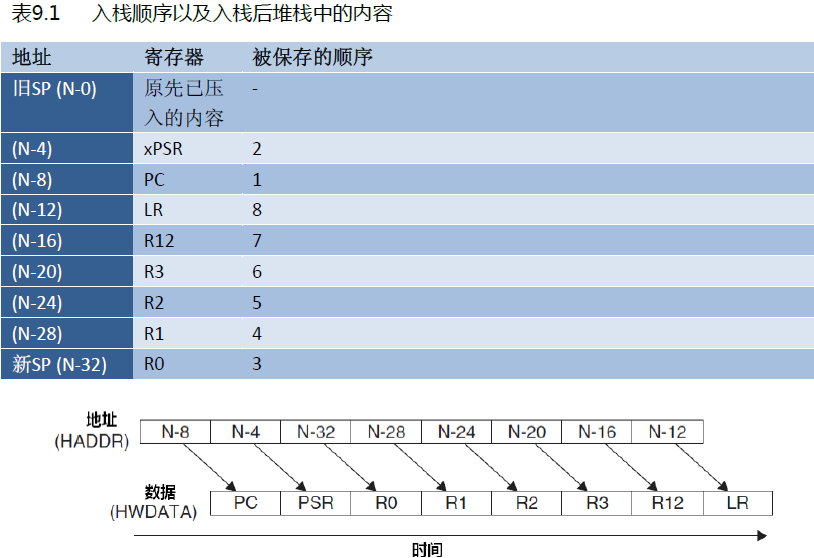 表9.1 入栈顺序以及入栈后堆栈中的内容
地址 寄存器 被保存的顺序
旧SP (N-0) 原先已压入的内容 -
(N-4) xPSR 2
(N-8) PC 1
(N-12) LR 8
(N-16) R12 7
(N-20) R3 6
(N-24) R2 5
(N-28) R1 4
新SP (N-32) R0 3
地址
(HADDR)
N-8 N-4 N-32 N-28 N-24 N-20 N-16 N-12
数据
(HWDATA)
PC PSR R0 R1 R2 R3 R12 LR
时间